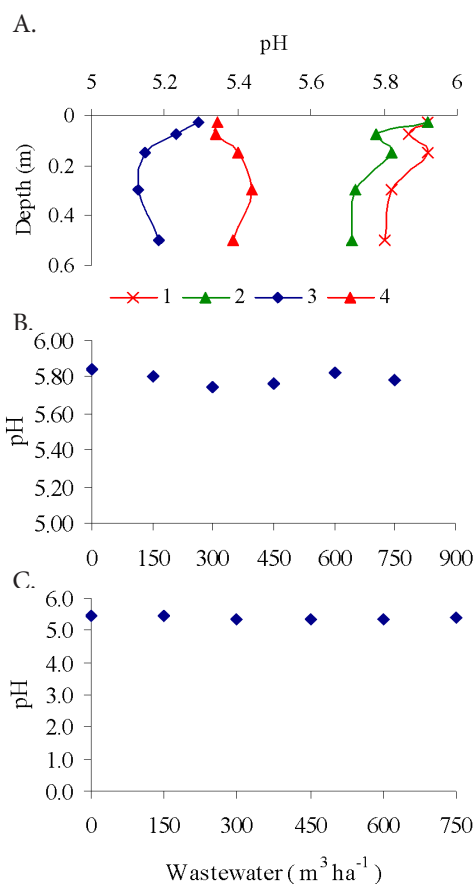 A.
pH
5 5.2 5.4 5.6 5.8 6
0
0.2
0.4
0.6
Depth (m)
1 2 3 4
B.
6.00
5.80
5.60
5.40
5.20
5.00
pH
0 150 300 450 600 750 900
C.
6.0
5.0
4.0
3.0
2.0
1.0
0.0
pH
0 150 300 450 600 750
Wastewater ( m³ ha⁻¹ )